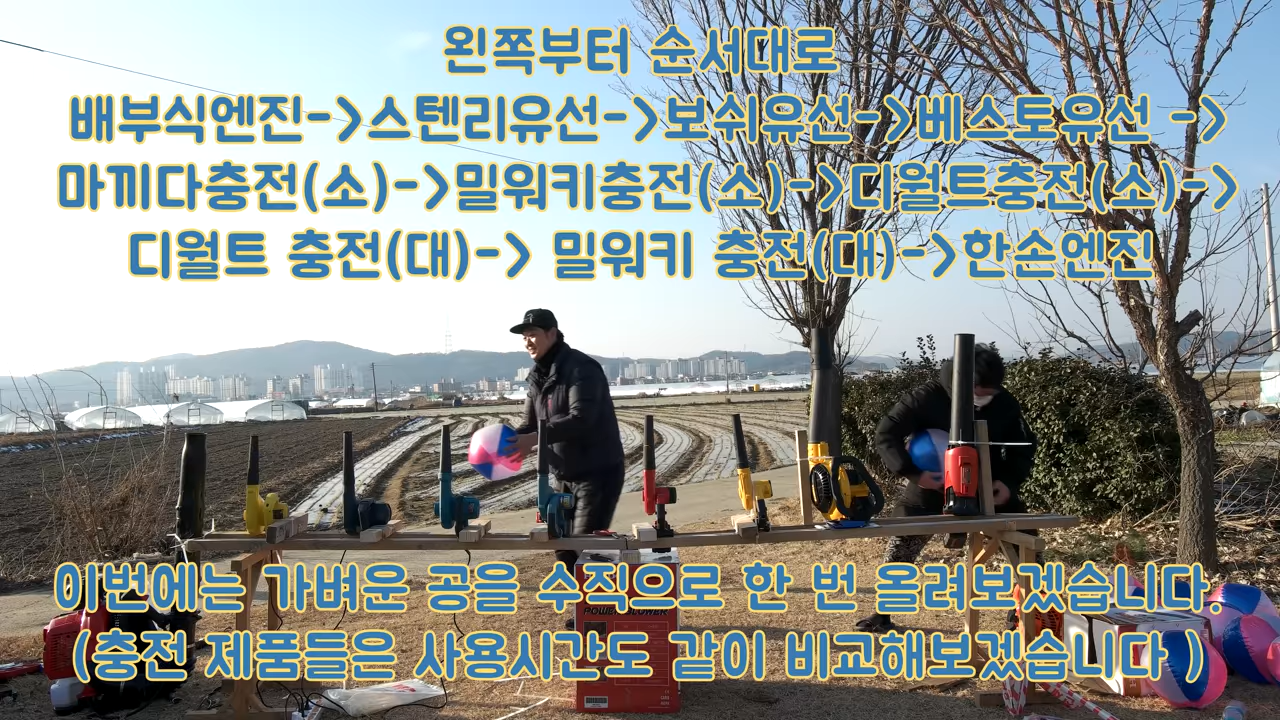 왼쪽부터 순서대로
배부식엔진->스텐리유선->보쉬유선->베스토유선 ->
마끼다충전(소)->밀워키충전(소)->디월트충전(소)->
디월트 충전(대)-> 밀워키 충전(대)->한손엔진
이번에는 가벼운 공을 수직으로 한 번 올려보겠습니다.
POWER BLOWER
(충전 제품들은 사용시간도 같이 비교해보겠습니다 )